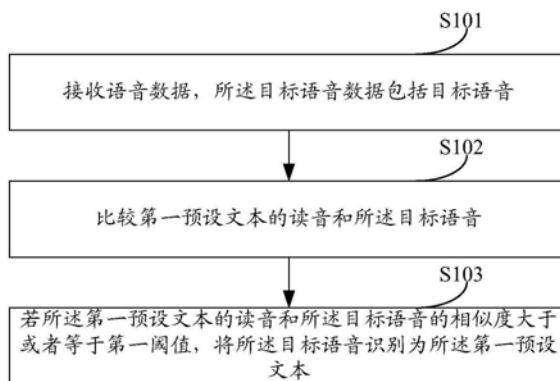 S101
接收语音数据，所述目标语音数据包括目标语音
S102
比较第一预设文本的读音和所述目标语音
S103
若所述第一预设文本的读音和所述目标语音的相似度大于
或者等于第一阈值，将所述目标语音识别为所述第一预设
文本